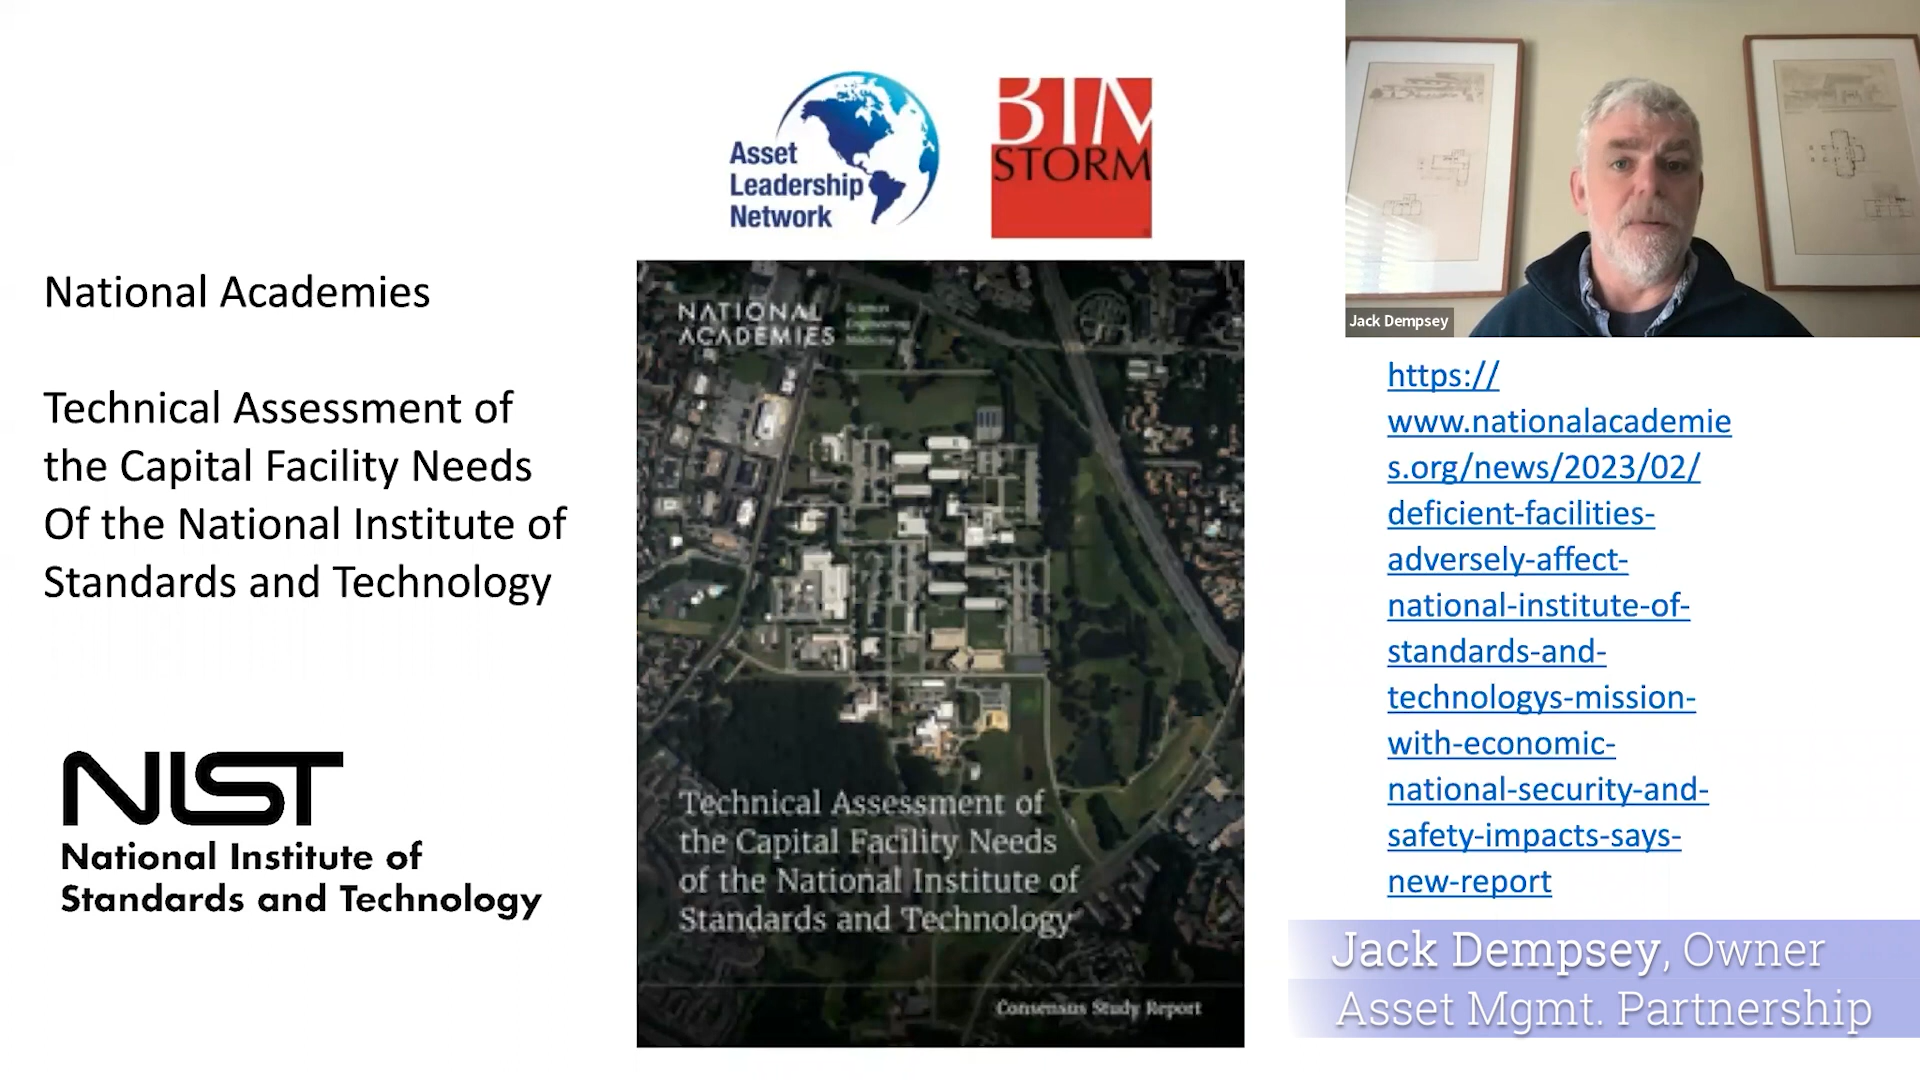 Asset
Leadership
Network
BIM
STORM
National Academies
Technical Assessment of
the Capital Facility Needs
Of the National Institute of
Standards and Technology
NIST
National Institute of
Standards and Technology
NATIONAL
ACADEMIES
Sciences
Engineering
Medicine
Technical Assessment of
the Capital Facility Needs
of the National Institute of
Standards and Technology
Consensus Study Report
Jack Dempsey
https://
www.nationalacademie
s.org/news/2023/02/
deficient-facilities-
adversely-affect-
national-institute-of-
standards-and-
technologys-mission-
with-economic-
national-security-and-
safety-impacts-says-
new-report
Jack Dempsey, Owner
Asset Mgmt. Partnership